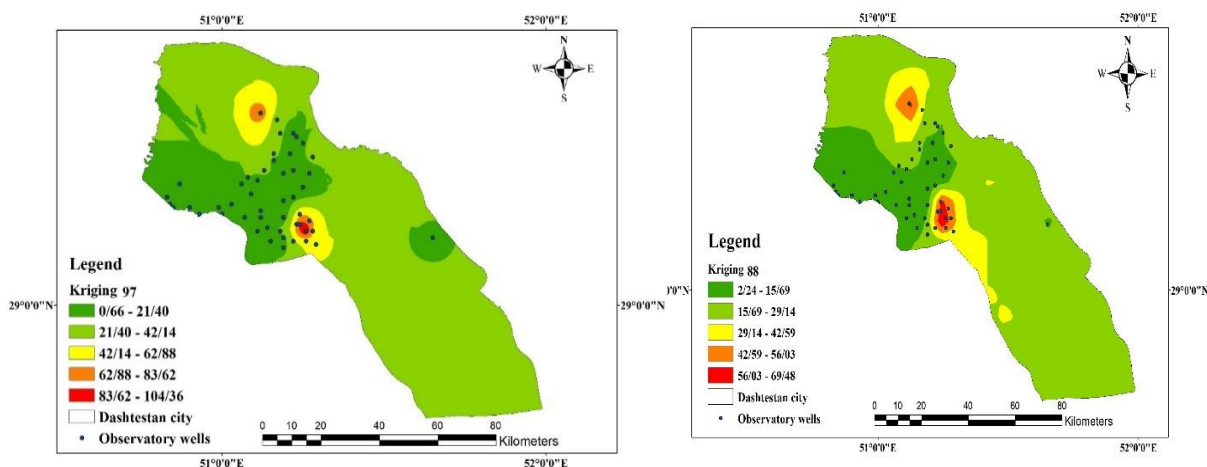 51°0'0"E
52°0'0"E
N
W E
S
29°0'0"N
Legend
Kriging 97
0/66 - 21/40
21/40 - 42/14
42/14 - 62/88
62/88 - 83/62
83/62 - 104/36
Dashtestan city
Observatory wells
0 10 20 40 60 80
Kilometers
51°0'0"E
52°0'0"E
51°0'0"E
52°0'0"E
N
W E
S
29°0'0"N
0'0"N
Legend
Kriging 88
2/24 - 15/69
15/69 - 29/14
29/14 - 42/59
42/59 - 56/03
56/03 - 69/48
Dashtestan city
Observatory wells
0 10 20 40 60 80
Kilometers
51°0'0"E
52°0'0"E